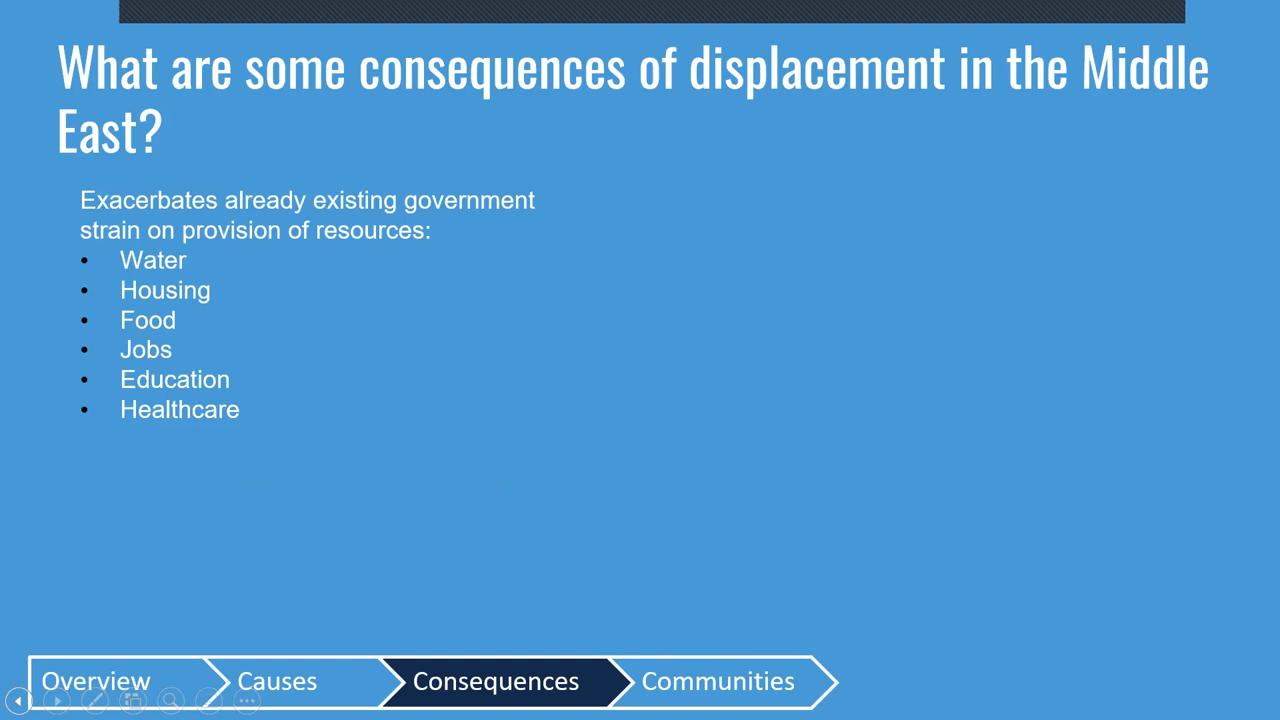 What are some consequences of displacement in the Middle
East?
Exacerbates already existing government
strain on provision of resources:
• Water
• Housing
• Food
• Jobs
• Education
• Healthcare
Overview
Causes
Consequences
Communities